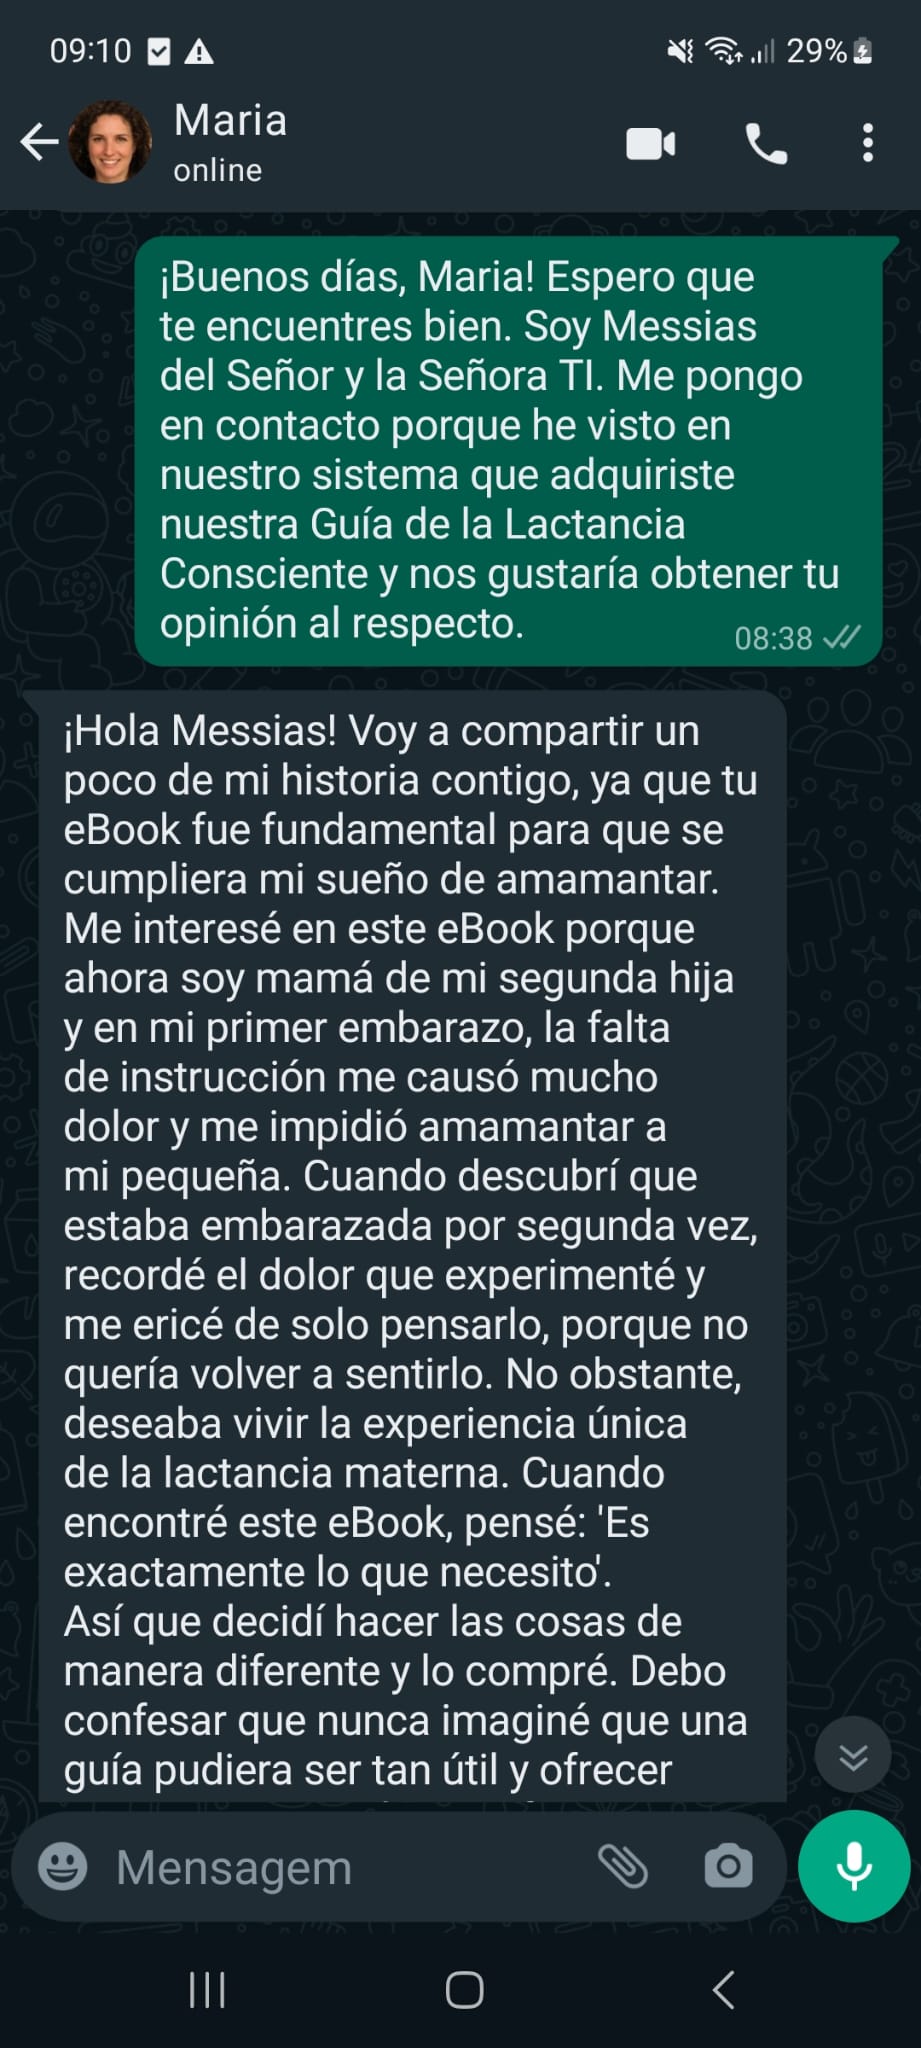 09:10
29%
Maria
online
¡Buenos días, Maria! Espero que
te encuentres bien. Soy Messias
del Señor y la Señora TI. Me pongo
en contacto porque he visto en
nuestro sistema que adquiriste
nuestra Guía de la Lactancia
Consciente y nos gustaría obtener tu
opinión al respecto.
08:38
¡Hola Messias! Voy a compartir un
poco de mi historia contigo, ya que tu
eBook fue fundamental para que se
cumpliera mi sueño de amamantar.
Me interesé en este eBook porque
ahora soy mamá de mi segunda hija
y en mi primer embarazo, la falta
de instrucción me causó mucho
dolor y me impidió amamantar a
mi pequeña. Cuando descubrí que
estaba embarazada por segunda vez,
recordé el dolor que experimenté y
me ericé de solo pensarlo, porque no
quería volver a sentirlo. No obstante,
deseaba vivir la experiencia única
de la lactancia materna. Cuando
encontré este eBook, pensé: 'Es
exactamente lo que necesito'.
Así que decidí hacer las cosas de
manera diferente y lo compré. Debo
confesar que nunca imaginé que una
guía pudiera ser tan útil y ofrecer
Mensagem